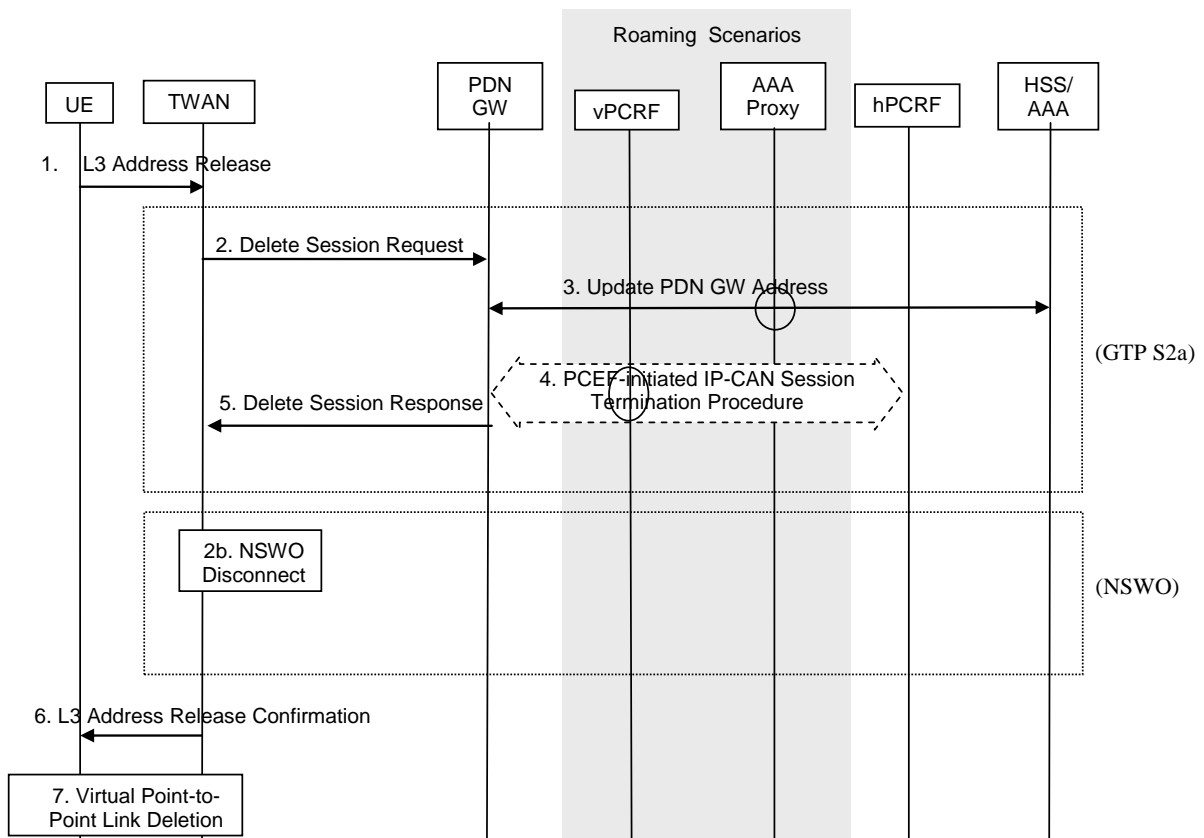 Roaming Scenarios
UE
TWAN
PDN
GW
vPCRF
AAA
Proxy
hPCRF
HSS/
AAA
1. L3 Address Release
2. Delete Session Request
3. Update PDN GW Address
(GTP S2a)
4. PCEF-initiated IP-CAN Session
Termination Procedure
5. Delete Session Response
2b. NSWO
Disconnect
(NSWO)
6. L3 Address Release Confirmation
7. Virtual Point-to-
Point Link Deletion